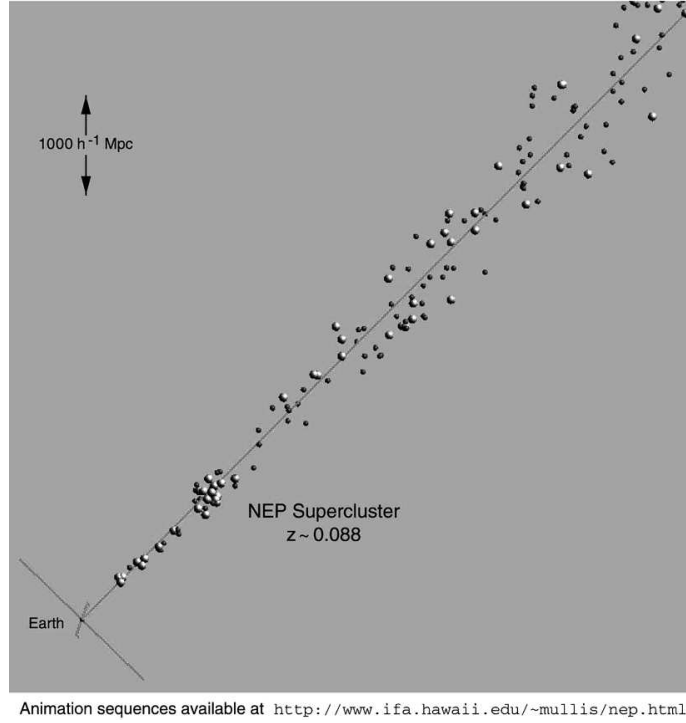 1000 h⁻¹ Mpc
NEP Supercluster
z ~ 0.088
Earth
Animation sequences available at http://www.ifa.hawaii.edu/~mullis/nep.html